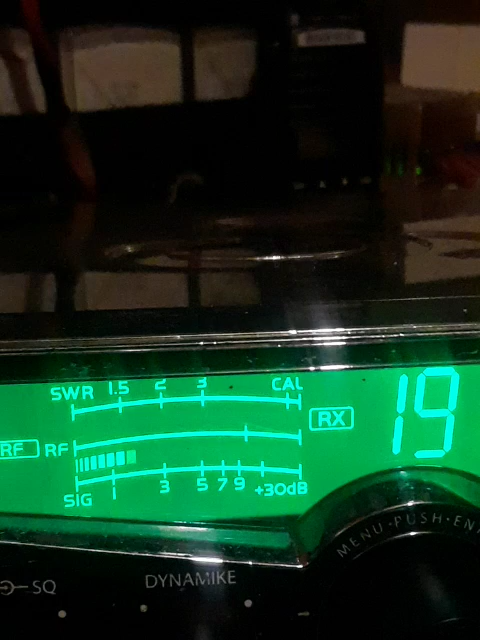 SWR 1.5 2 3 CAL
RX
19
RF RF
SIG 1 3 5 7 9 +30dB
MENU·PUSH·EN
SQ
DYNAMIKE